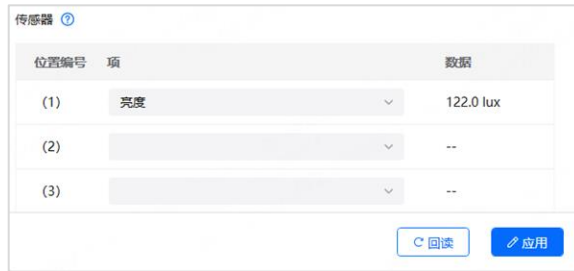 传感器 ?
位置编号 项 数据
(1) 亮度 122.0 lux
(2) --
(3) --
回读 应用